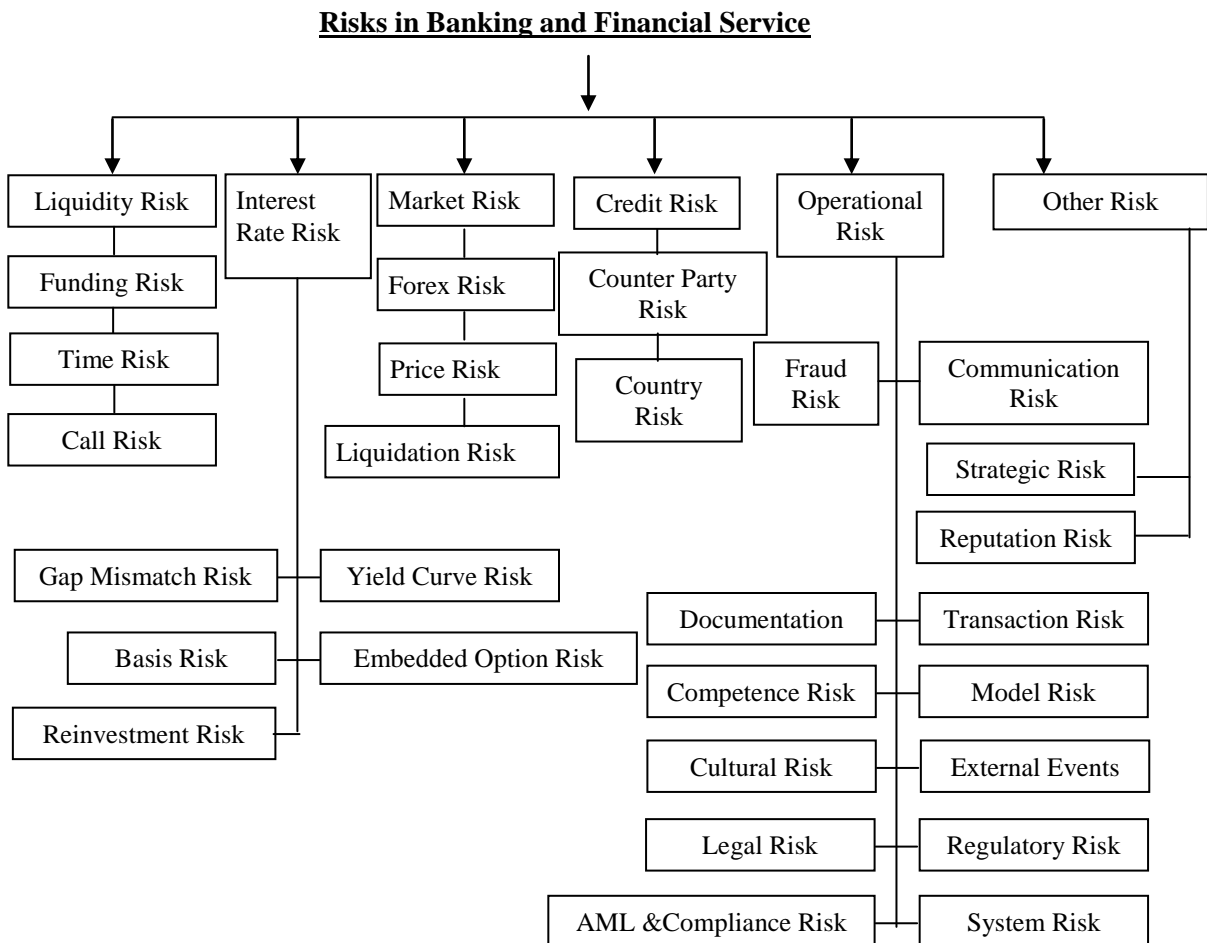 Risks in Banking and Financial Service
Liquidity Risk
Interest
Rate Risk
Market Risk
Credit Risk
Operational
Risk
Other Risk
Funding Risk
Forex Risk
Counter Party
Risk
Time Risk
Price Risk
Country
Risk
Fraud
Risk
Communication
Risk
Call Risk
Liquidation Risk
Strategic Risk
Reputation Risk
Gap Mismatch Risk
Yield Curve Risk
Documentation
Transaction Risk
Basis Risk
Embedded Option Risk
Competence Risk
Model Risk
Reinvestment Risk
Cultural Risk
External Events
Legal Risk
Regulatory Risk
AML &Compliance Risk
System Risk